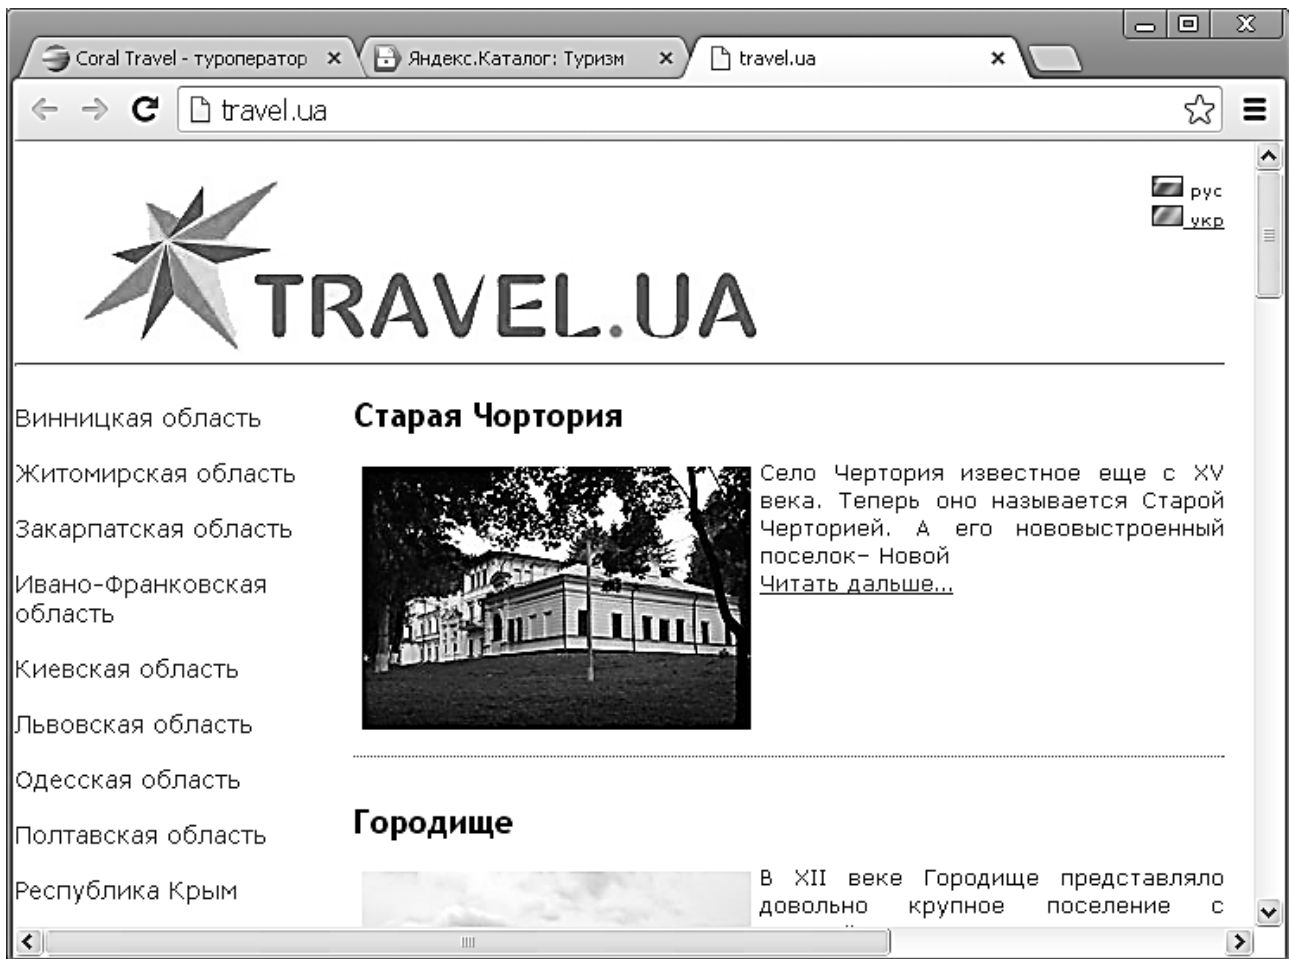 Coral Travel - туроператор
Яндекс.Каталог: Туризм
travel.ua
travel.ua
рус
укр
TRAVEL.UA
Винницкая область
Житомирская область
Закарпатская область
Ивано-Франковская
область
Киевская область
Львовская область
Одесская область
Полтавская область
Республика Крым
Старая Чортория
Село Чертория известное еще с XV
века. Теперь оно называется Старой
Черторией. А его нововыстроенный
поселок– Новой
Читать дальше...
Городище
В XII веке Городище представляло
довольно крупное поселение с